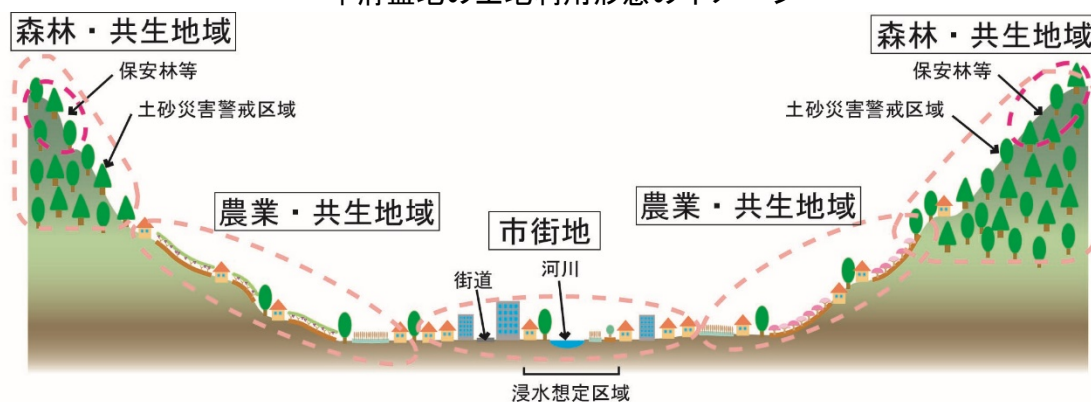 森林・共生地域
保安林等
土砂災害警戒区域
農業・共生地域
市街地
街道
河川
浸水想定区域
農業・共生地域
森林・共生地域
保安林等
土砂災害警戒区域